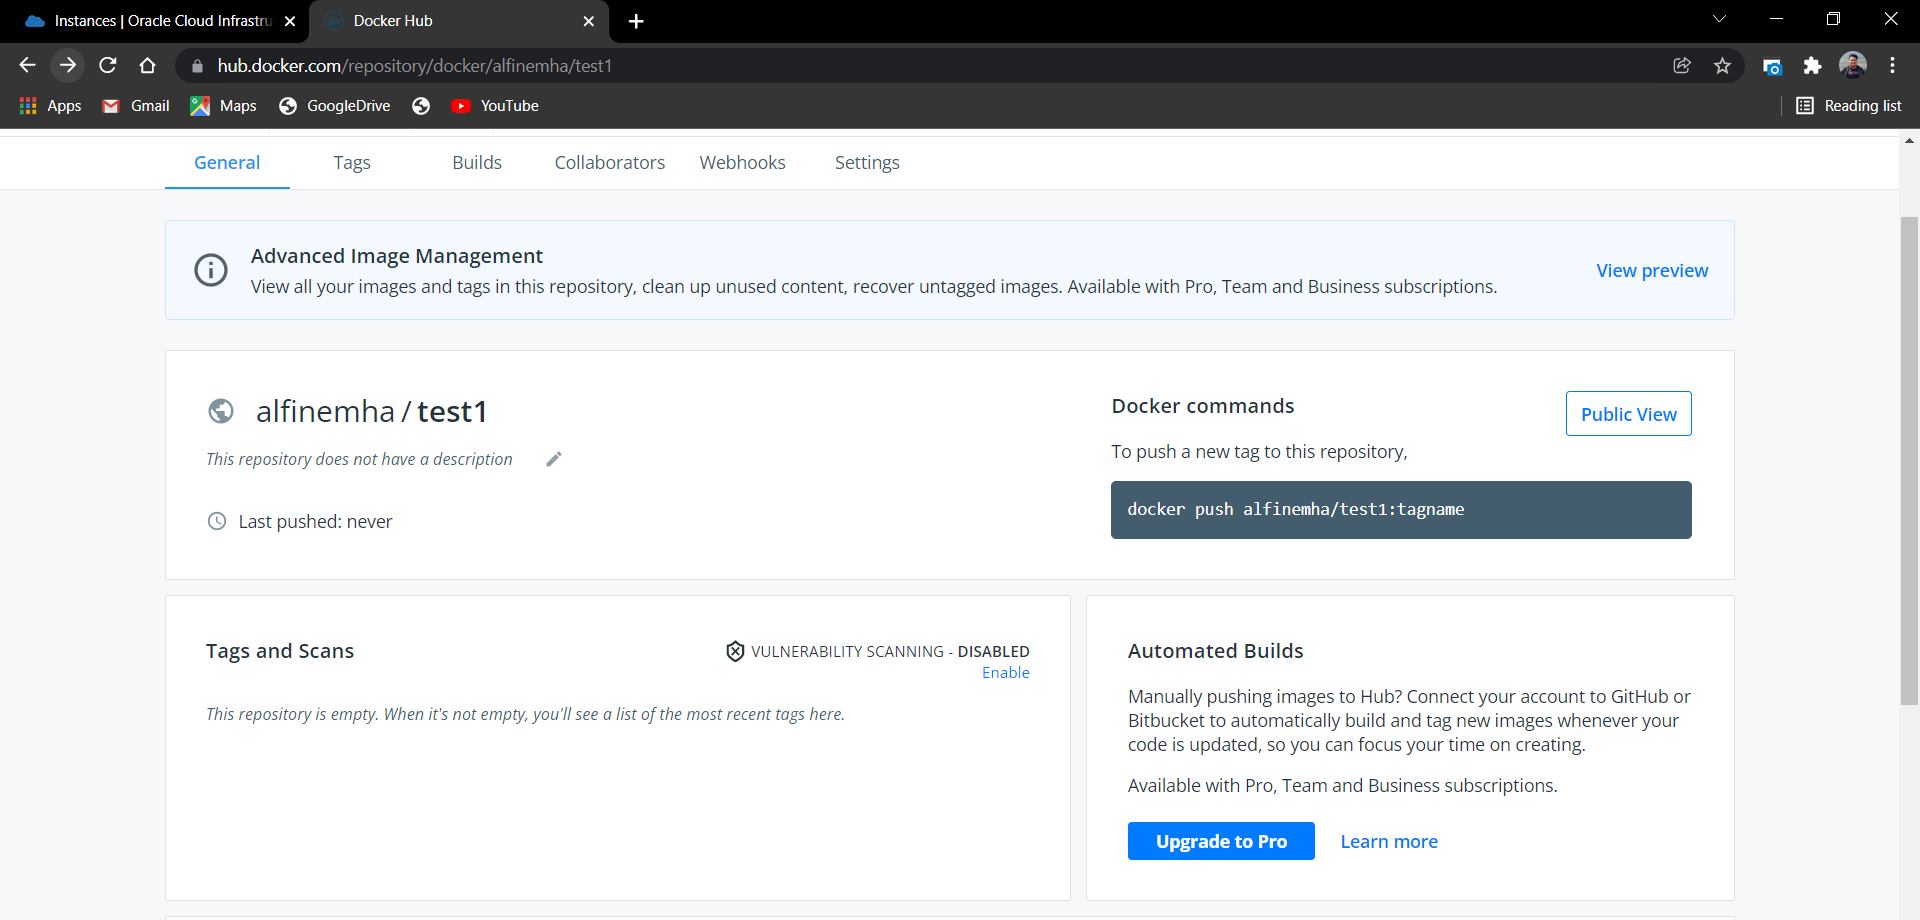 Instances | Oracle Cloud Infrastru
Docker Hub
hub.docker.com/repository/docker/alfinemha/test1
Apps
Gmail
Maps
GoogleDrive
YouTube
Reading list
General
Tags
Builds
Collaborators
Webhooks
Settings
Advanced Image Management
View all your images and tags in this repository, clean up unused content, recover untagged images. Available with Pro, Team and Business subscriptions.
View preview
alfinemha / test1
This repository does not have a description
Last pushed: never
Docker commands
Public View
To push a new tag to this repository,
docker push alfinemha/test1:tagname
Tags and Scans
VULNERABILITY SCANNING - DISABLED
Enable
This repository is empty. When it's not empty, you'll see a list of the most recent tags here.
Automated Builds
Manually pushing images to Hub? Connect your account to GitHub or
Bitbucket to automatically build and tag new images whenever your
code is updated, so you can focus your time on creating.
Available with Pro, Team and Business subscriptions.
Upgrade to Pro
Learn more